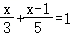 x/3 + (x-1)/5 = 1